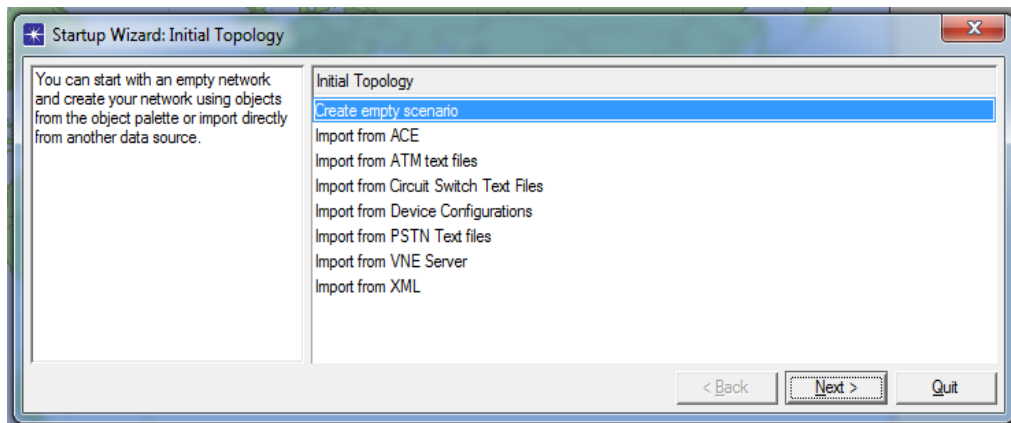 Startup Wizard: Initial Topology
X
You can start with an empty network
and create your network using objects
from the object palette or import directly
from another data source.
Initial Topology
Create empty scenario
Import from ACE
Import from ATM text files
Import from Circuit Switch Text Files
Import from Device Configurations
Import from PSTN Text files
Import from VNE Server
Import from XML
< Back
Next >
Quit